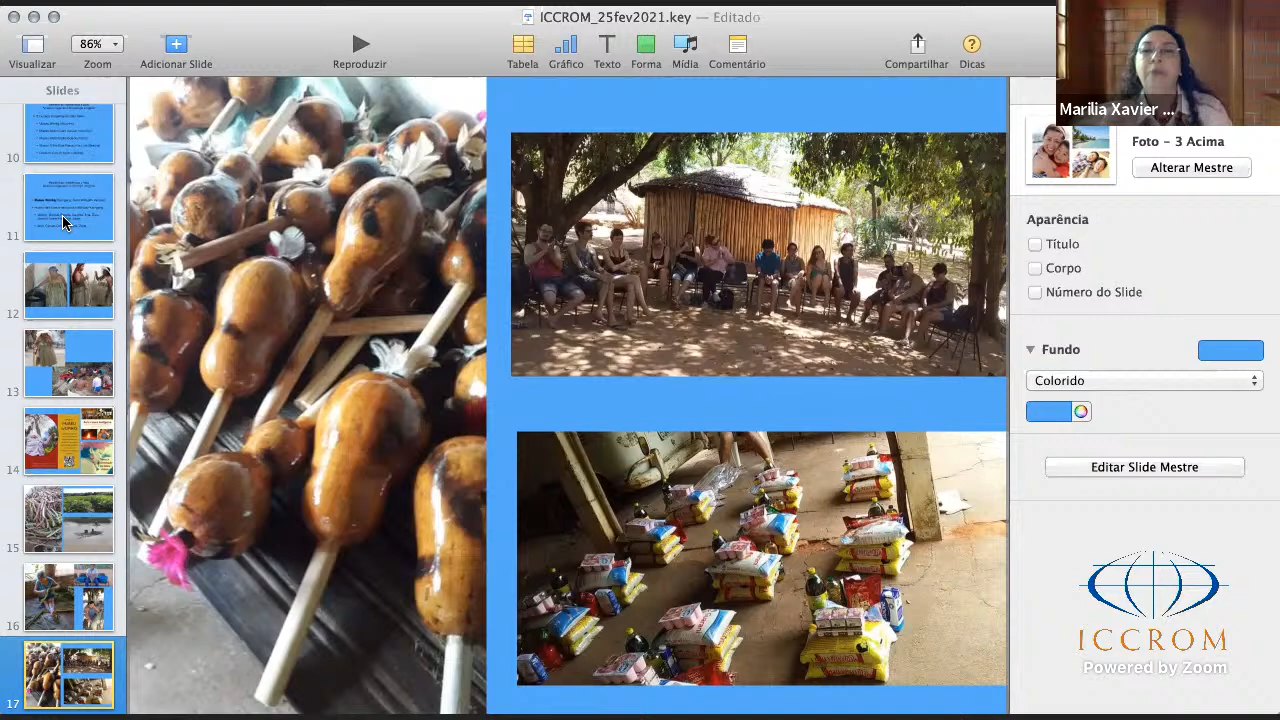 ICCROM_25fev2021.key — Editado
86%
Visualizar
Zoom
Adicionar Slide
Reproduzir
Tabela
Gráfico
Texto
Forma
Mídia
Comentário
Compartilhar
Dicas
Marilia Xavier ...
Slides
10
11
12
13
14
15
16
17
Foto - 3 Acima
Alterar Mestre
Aparência
Título
Corpo
Número do Slide
Fundo
Colorido
Editar Slide Mestre
ICCROM
Powered by Zoom